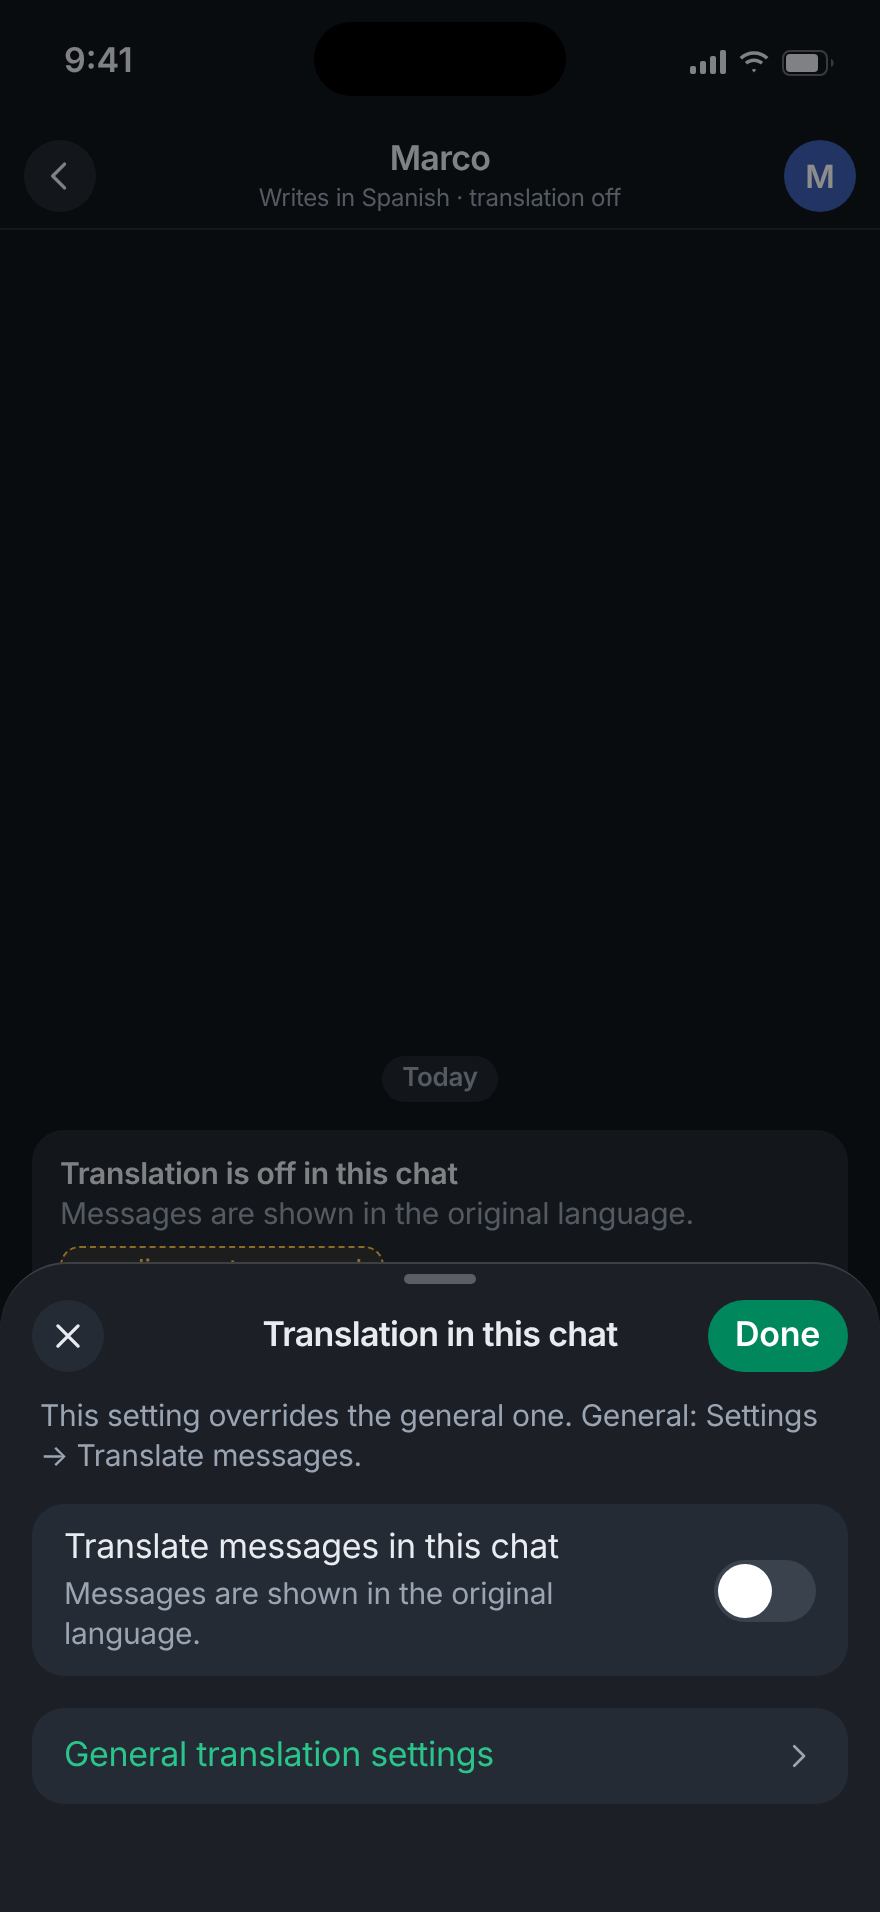 9:41
Marco
Writes in Spanish · translation off
M
Today
Translation is off in this chat
Messages are shown in the original language.
Translation in this chat
Done
This setting overrides the general one. General: Settings
→ Translate messages.
Translate messages in this chat
Messages are shown in the original
language.
General translation settings